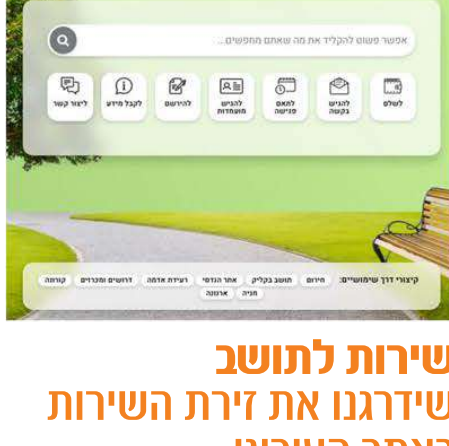 אפשר פשוט להקליד את מה שאתם מחפשים...
לשלם
להגיש בקשה
לתאם פגישה
להגיש מועמדות
להירשם
לקבל מידע
ליצור קשר
קיצורי דרך שימושיים: חירום תושב בקליק אתר הנדסי רעידת אדמה דרושים ומכרזים קורונה
חניה ארנונה
שירות לתושב
שידרגנו את זירת השירות